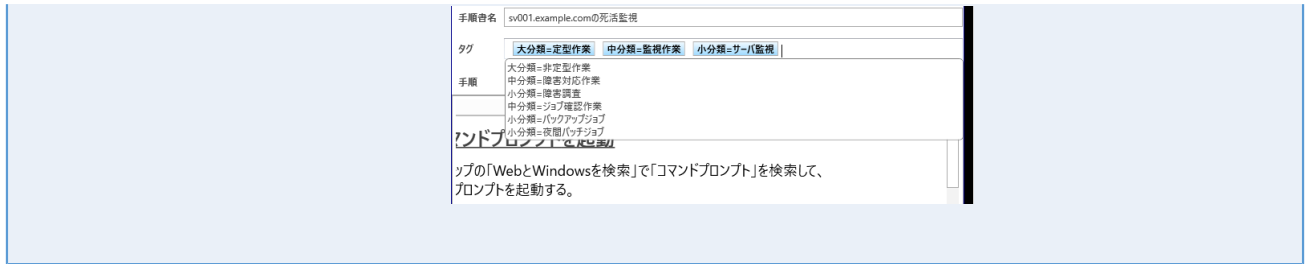 手順書名 sv001.example.comの死活監視
タグ 大分類=定型作業 中分類=監視作業 小分類=サーバ監視
大分類=非定型作業
中分類=障害対応作業
手順
小分類=障害調査
中分類=ジョブ確認作業
小分類=バックアップジョブ
小分類=夜間バッチジョブ
マンドプロンプトを起動
ップの「WebとWindowsを検索」で「コマンドプロンプト」を検索して、
プロンプトを起動する。